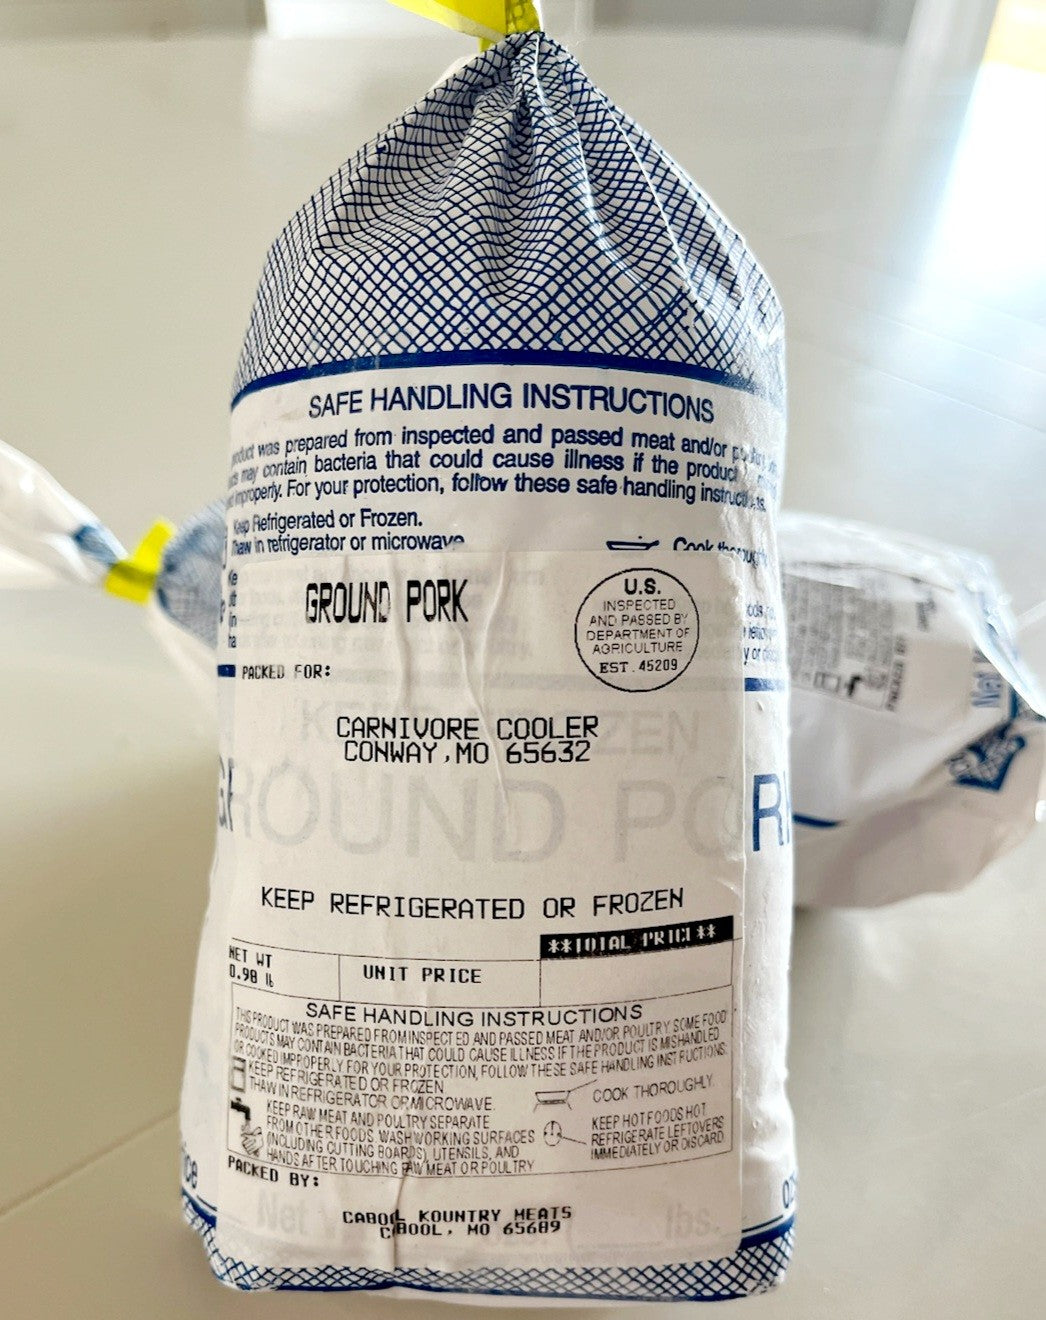 SAFE HANDLING INSTRUCTIONS
was prepared from inspected and passed meat and/or
may contain bacteria that could cause illness if the product
improperly. For your protection, follow these safe handling
Keep Refrigerated or Frozen.
Thaw in refrigerator or microwave
Cook
GROUND PORK
U.S.
INSPECTED
AND PASSED BY
DEPARTMENT OF
AGRICULTURE
EST. 45209
PACKED FOR:
CARNIVORE COOLER
CONWAY, MO 65632
ZEN
GROUND PORK
KEEP REFRIGERATED OR FROZEN
**TOTAL PRICE**
NET WT
0.98 lb
UNIT PRICE
SAFE HANDLING INSTRUCTIONS
THIS PRODUCT WAS PREPARED FROM INSPECTED AND PASSED MEAT AND/OR POULTRY. SOME FOOD
PRODUCTS MAY CONTAIN BACTERIA THAT COULD CAUSE ILLNESS IF THE PRODUCT IS MISHANDLED
OR COOKED IMPROPERLY. FOR YOUR PROTECTION, FOLLOW THESE SAFE HANDLING INSTRUCTIONS.
KEEP REFRIGERATED OR FROZEN
THAW IN REFRIGERATOR OR MICROWAVE.
COOK THOROUGHLY.
KEEP RAW MEAT AND POULTRY SEPARATE
FROM OTHER FOODS. WASH WORKING SURFACES
(INCLUDING CUTTING BOARDS), UTENSILS, AND
HANDS AFTER TOUCHING RAW MEAT OR POULTRY
KEEP HOT FOODS HOT
REFRIGERATE LEFTOVERS
IMMEDIATELY OR DISCARD
PACKED BY:
CABOOL KOUNTRY MEATS
CABOOL, MO 65689
Net
lbs.
Net